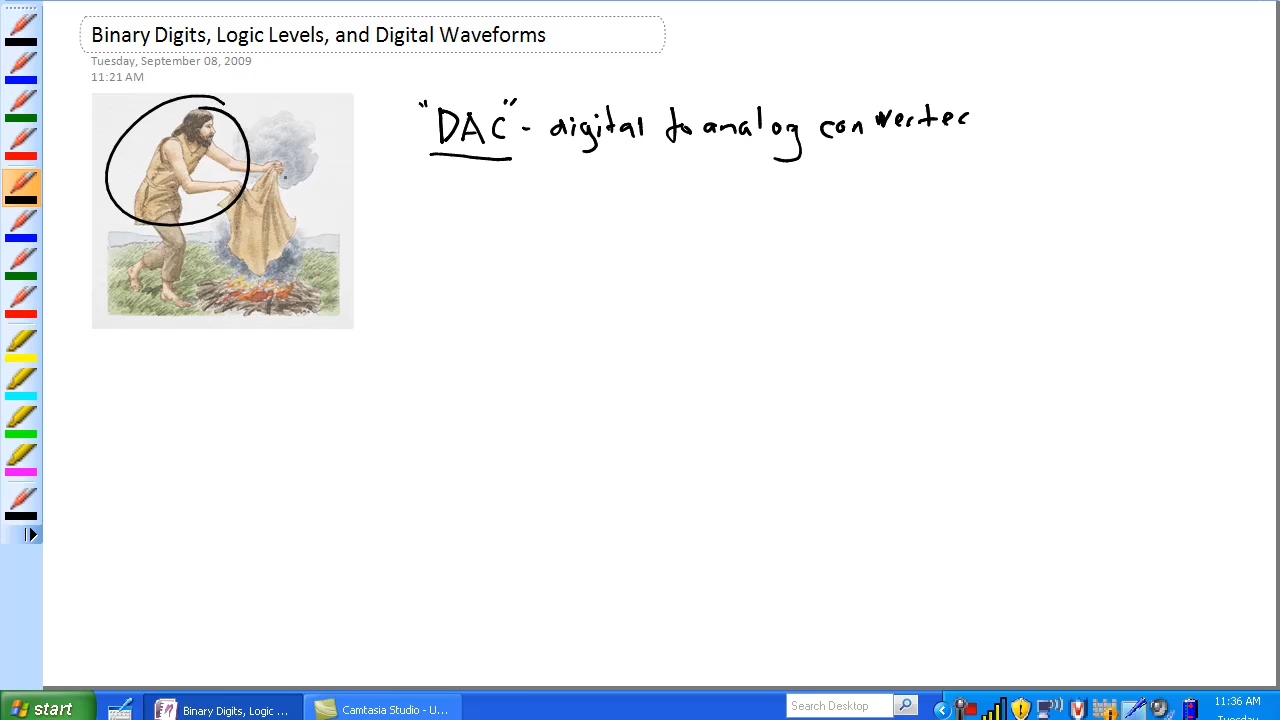 Binary Digits, Logic Levels, and Digital Waveforms
Tuesday, September 08, 2009
11:21 AM
"DAC" - digital to analog converter
start
Binary Digits, Logic ...
Camtasia Studio - U...
Search Desktop
11:36 AM
Tuesday